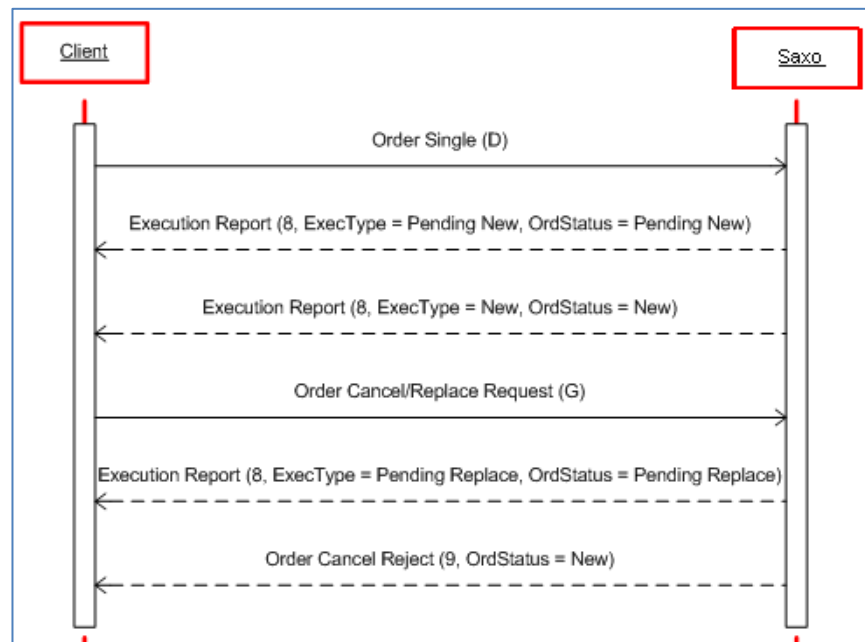 Client
Saxo
Order Single (D)
Execution Report (8, ExecType = Pending New, OrdStatus = Pending New)
Execution Report (8, ExecType = New, OrdStatus = New)
Order Cancel/Replace Request (G)
Execution Report (8, ExecType = Pending Replace, OrdStatus = Pending Replace)
Order Cancel Reject (9, OrdStatus = New)